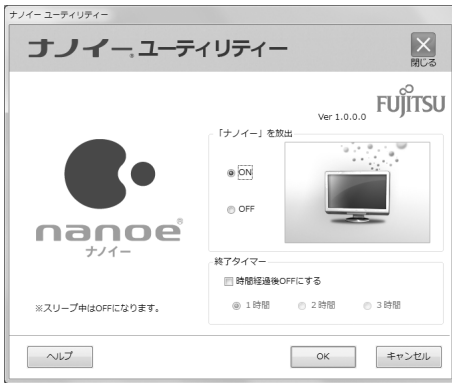 ナノイー ユーティリティー
ナノイー ユーティリティー
閉じる
FUJITSU
Ver 1.0.0.0
「ナノイー」を放出
ON
OFF
nanoe®
ナノイー
終了タイマー
時間経過後OFFにする
1時間 2時間 3時間
※スリープ中はOFFになります。
ヘルプ OK キャンセル